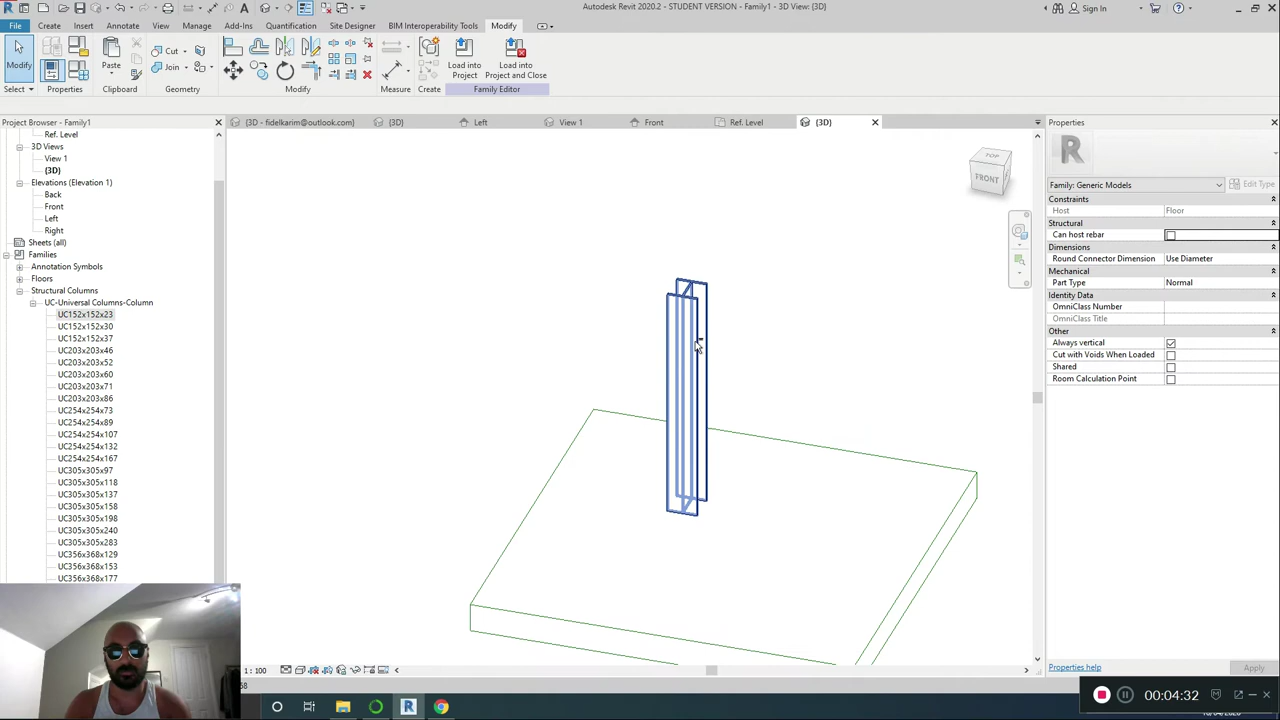 Autodesk Revit 2020.2 - STUDENT VERSION - Family1 - 3D View: {3D}
Sign In
File Create Insert Annotate View Manage Add-Ins Quantification Site Designer BIM Interoperability Tools Modify
Modify
Paste
Cut
Join
Load into Project
Load into Project and Close
Select Properties Clipboard Geometry Modify Measure Create Family Editor
Project Browser - Family1
{3D - fidelkarim@outlook.com} {3D} Left View 1 Front Ref. Level {3D}
Ref. Level
3D Views
View 1
{3D}
Elevations (Elevation 1)
Back
Front
Left
Right
Sheets (all)
Families
Annotation Symbols
Floors
Structural Columns
UC-Universal Columns-Column
UC152x152x23
UC152x152x30
UC152x152x37
UC203x203x46
UC203x203x52
UC203x203x60
UC203x203x71
UC203x203x86
UC254x254x73
UC254x254x89
UC254x254x107
UC254x254x132
UC254x254x167
UC305x305x97
UC305x305x118
UC305x305x137
UC305x305x158
UC305x305x198
UC305x305x240
UC305x305x283
UC356x368x129
UC356x368x153
UC356x368x177
TOP
FRONT
1 : 100
Properties
Family: Generic Models
Edit Type
Constraints
Host Floor
Structural
Can host rebar
Dimensions
Round Connector Dimension Use Diameter
Mechanical
Part Type Normal
Identity Data
OmniClass Number
OmniClass Title
Other
Always vertical
Cut with Voids When Loaded
Shared
Room Calculation Point
Properties help
Apply
00:04:32